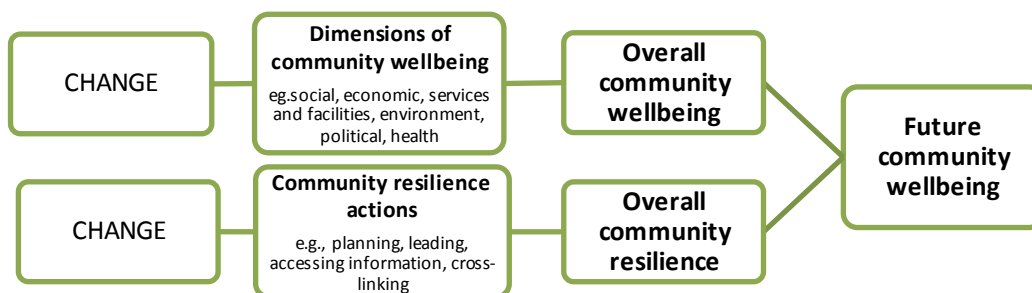 CHANGE
Dimensions of
community wellbeing
eg.social, economic, services
and facilities, environment,
political, health
Overall
community
wellbeing
Future
community
wellbeing
CHANGE
Community resilience
actions
e.g., planning, leading,
accessing information, cross-
linking
Overall
community
resilience